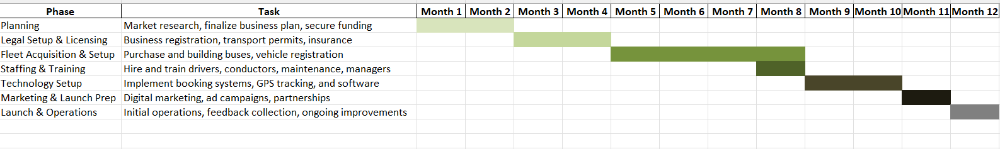 Phase Task Month 1 Month 2 Month 3 Month 4 Month 5 Month 6 Month 7 Month 8 Month 9 Month 10 Month 11 Month 12
Planning Market research, finalize business plan, secure funding
Legal Setup & Licensing Business registration, transport permits, insurance
Fleet Acquisition & Setup Purchase and building buses, vehicle registration
Staffing & Training Hire and train drivers, conductors, maintenance, managers
Technology Setup Implement booking systems, GPS tracking, and software
Marketing & Launch Prep Digital marketing, ad campaigns, partnerships
Launch & Operations Initial operations, feedback collection, ongoing improvements